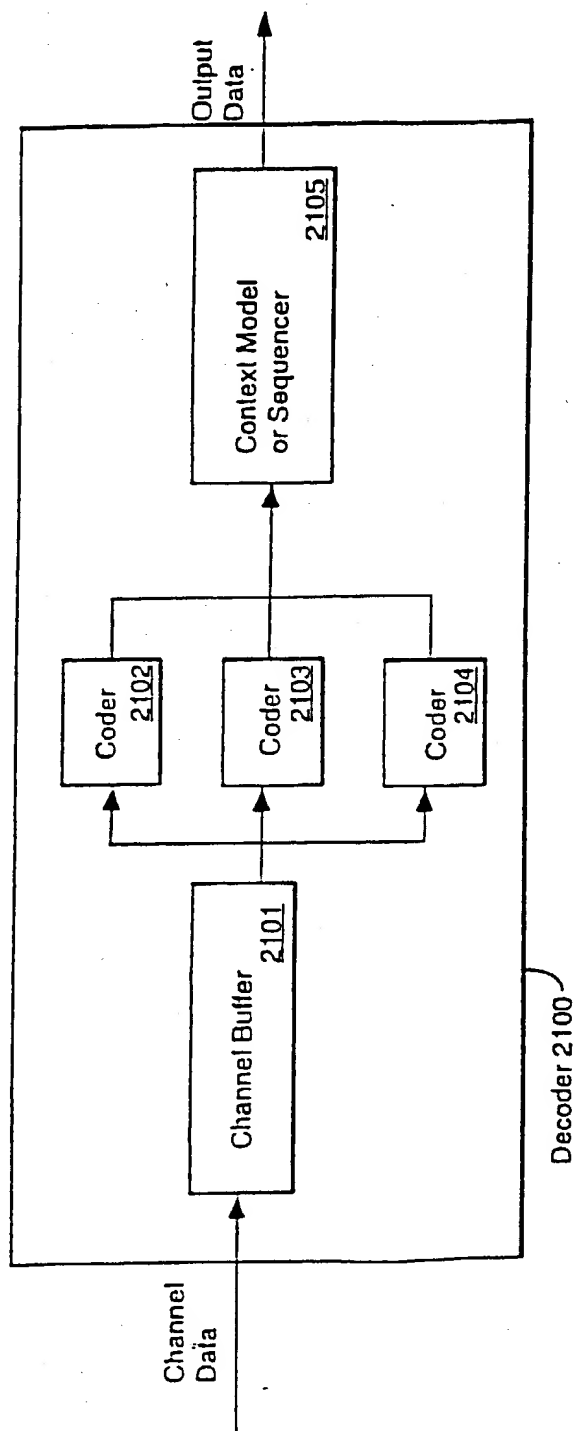 Channel
Data
Channel Buffer
2101
Coder
2102
Coder
2103
Coder
2104
Context Model
or Sequencer
2105
Output
Data
Decoder 2100